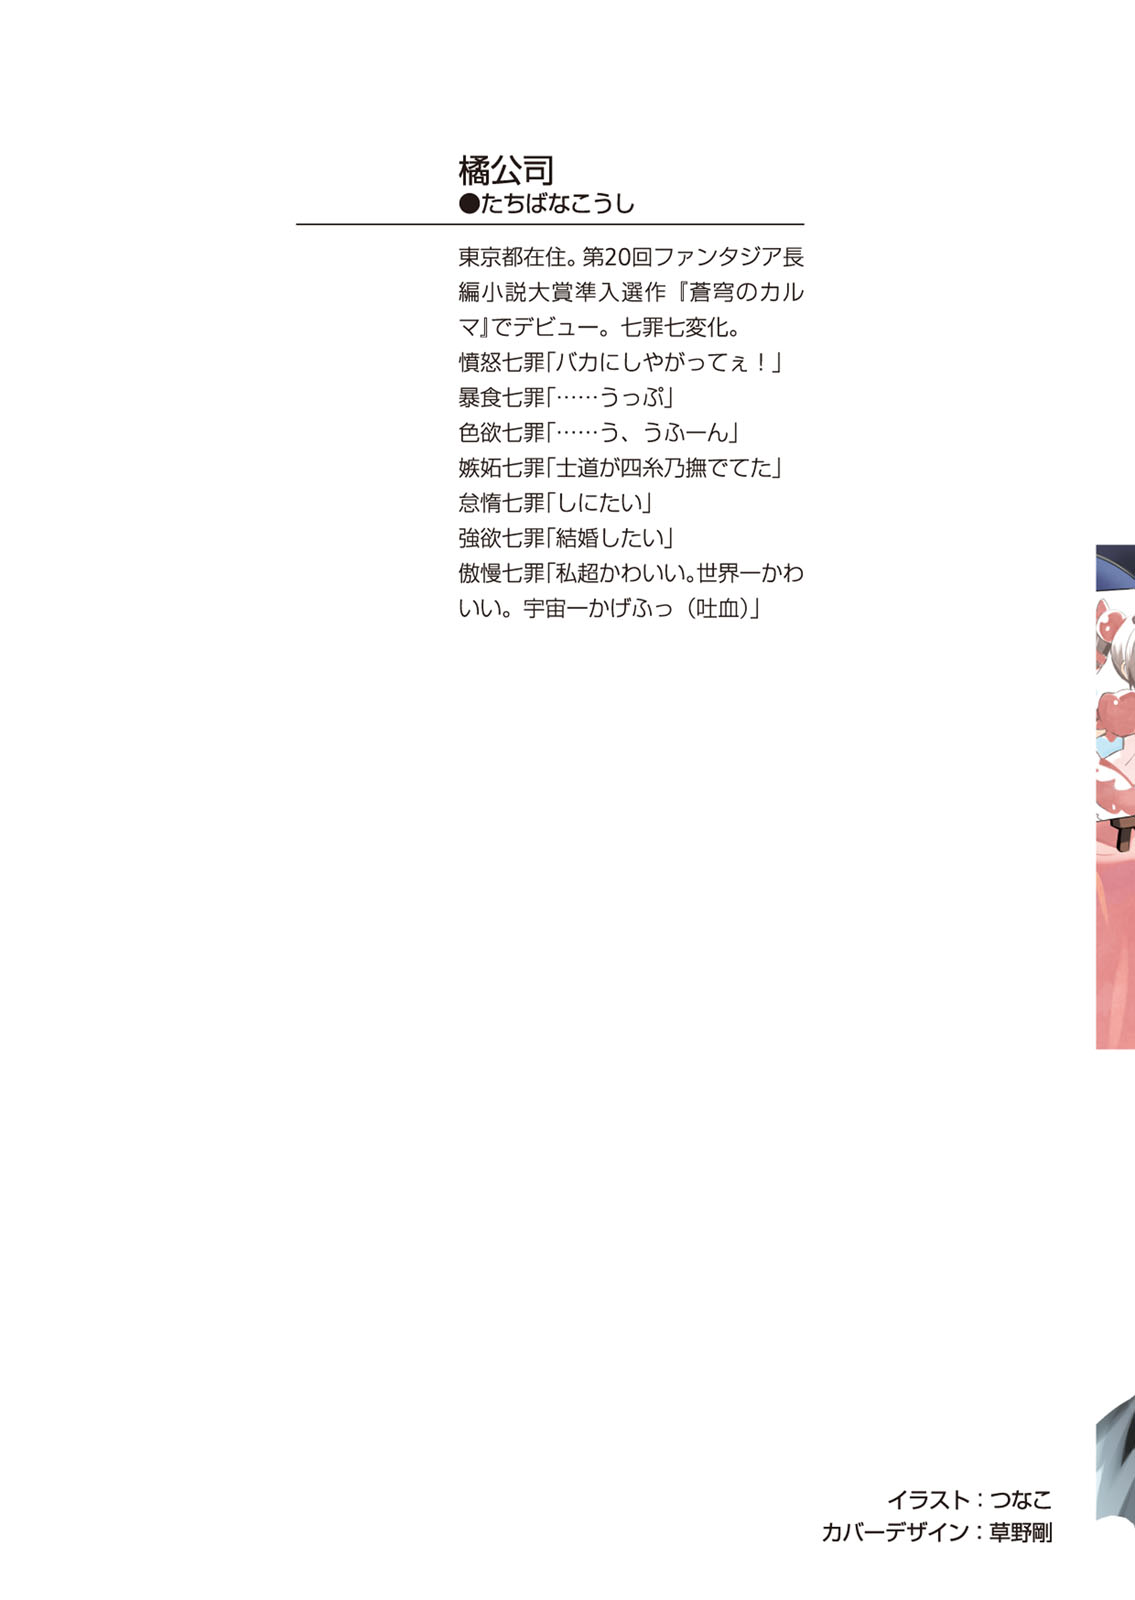 橘公司
●たちばなこうし
東京都在住。第20回ファンタジア長
編小説大賞準入選作『蒼穹のカル
マ』でデビュー。七罪七変化。
憤怒七罪「バカにしやがってぇ！」
暴食七罪「……うっぷ」
色欲七罪「……う、うふーん」
嫉妬七罪「士道が四糸乃撫でてた」
怠惰七罪「しにたい」
強欲七罪「結婚したい」
傲慢七罪「私超かわいい。世界一かわ
いい。宇宙一かげふっ（吐血）」
イラスト：つなこ
カバーデザイン：草野剛